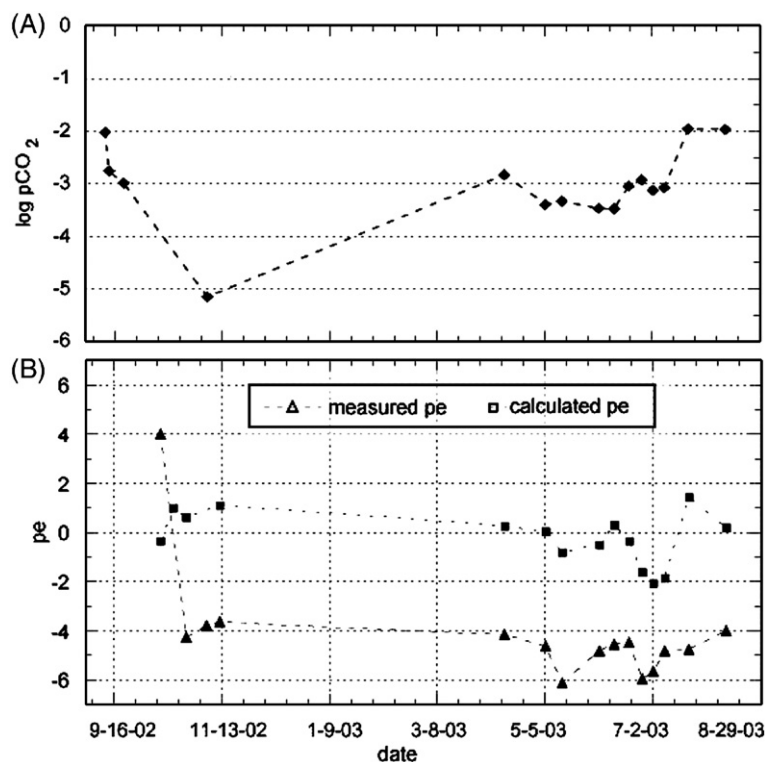 (A)
0
-1
-2
-3
-4
-5
-6
log pCO2
(B)
6
4
2
0
-2
-4
-6
pe
measured pe
calculated pe
9-16-02 11-13-02 1-9-03 3-8-03 5-5-03 7-2-03 8-29-03
date